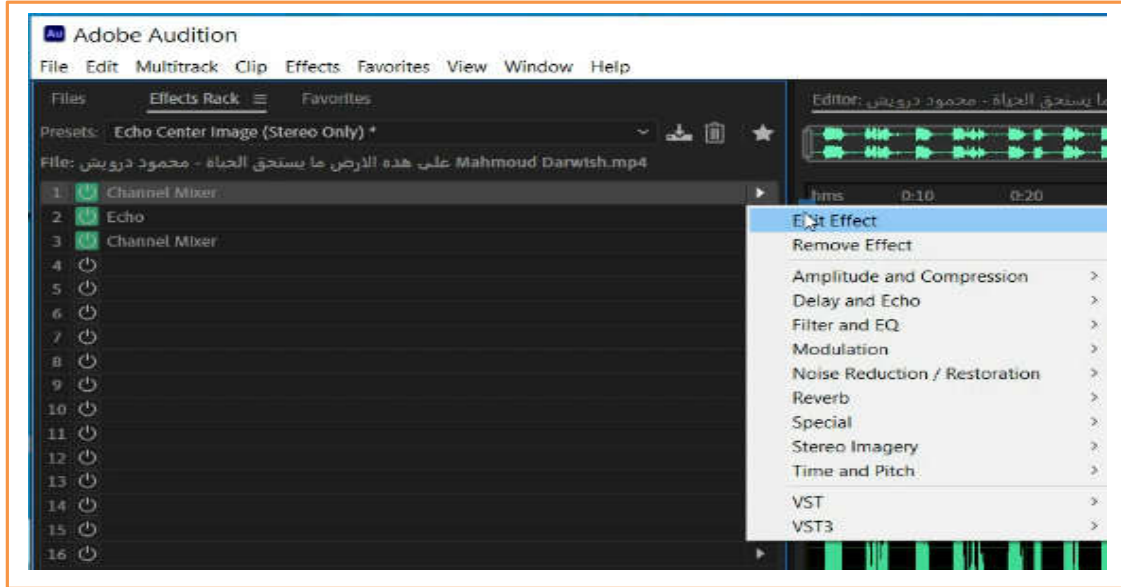 Au Adobe Audition
File Edit Multitrack Clip Effects Favorites View Window Help
Files Effects Rack Favorites
Presets: Echo Center Image (Stereo Only) *
File: على هذه الارض ما يستحق الحياة - محمود درويش Mahmoud Darwish.mp4
1 Channel Mixer
2 Echo
3 Channel Mixer
4
5
6
7
8
9
10
11
12
13
14
15
16
Editor: ما يستحق الحياة - محمود درويش
hms 0:10 0:20
Edit Effect
Remove Effect
Amplitude and Compression >
Delay and Echo >
Filter and EQ >
Modulation >
Noise Reduction / Restoration >
Reverb >
Special >
Stereo Imagery >
Time and Pitch >
VST >
VST3 >